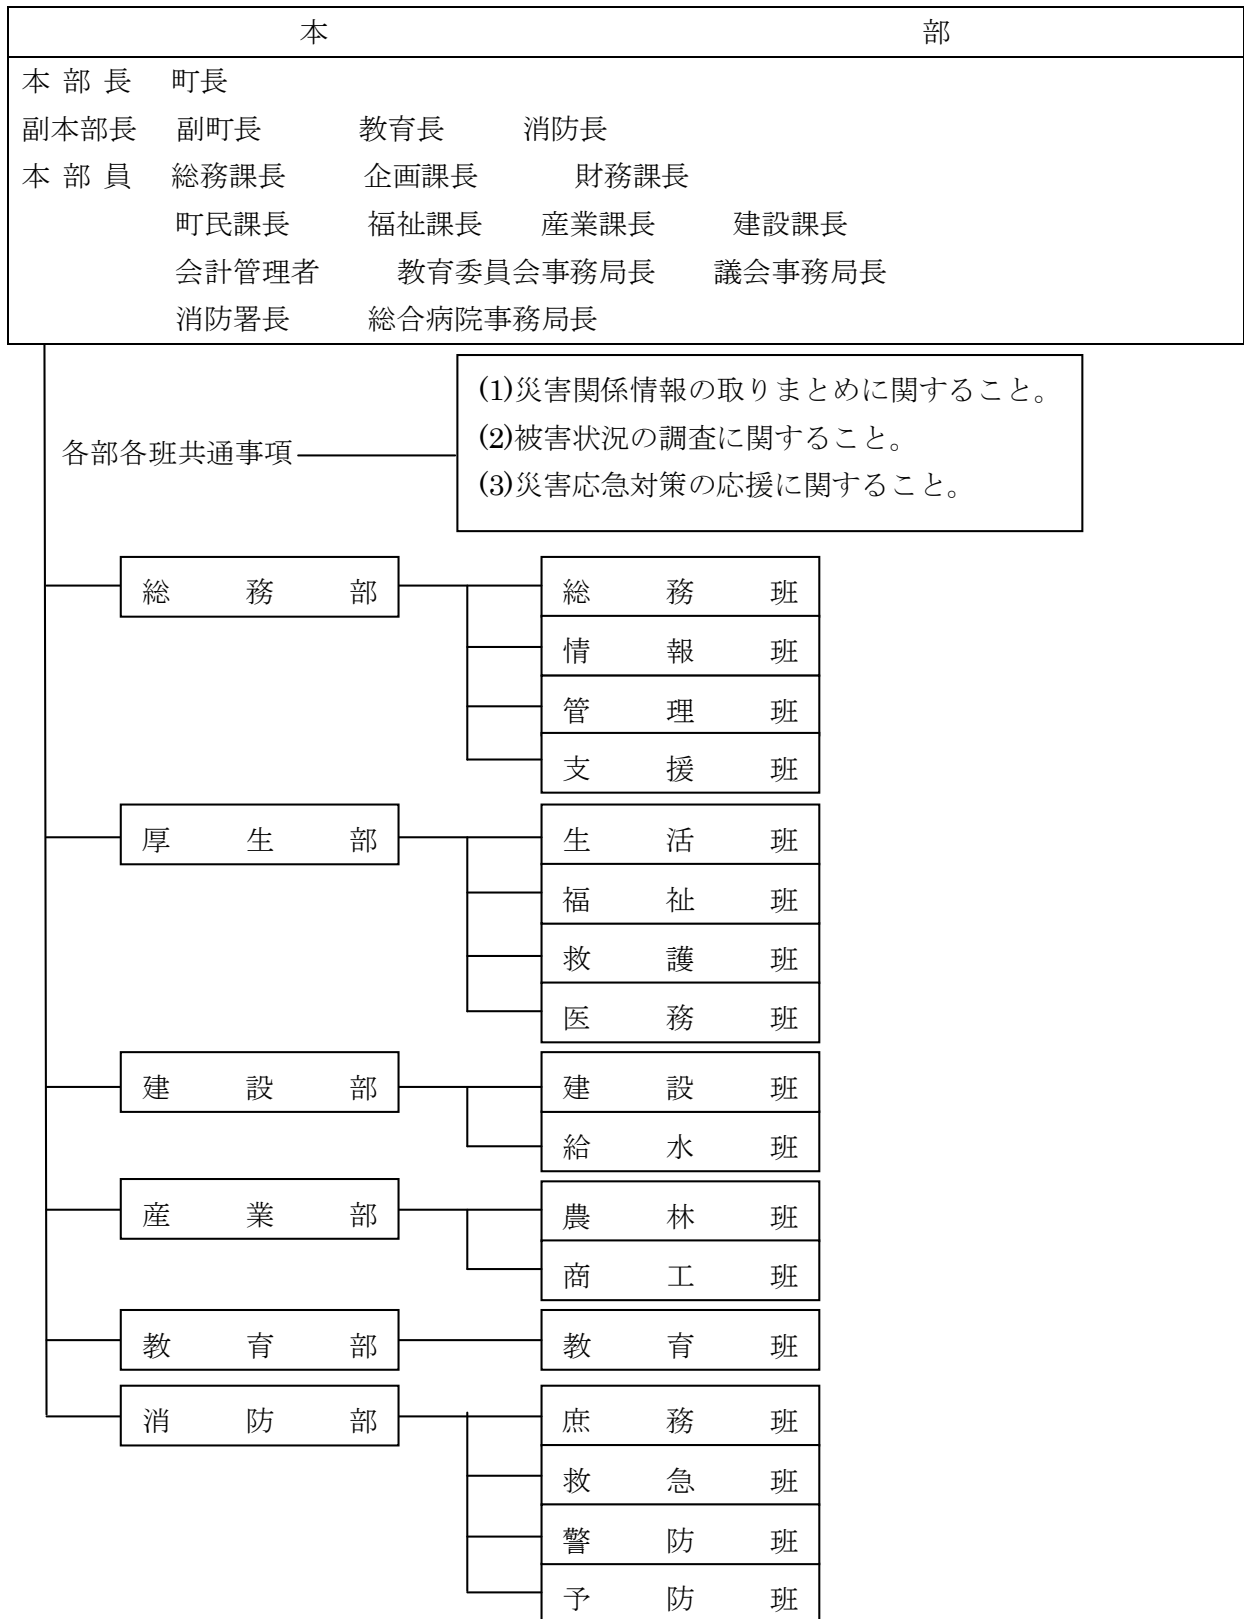 本 部
本 部 長 町長
副本部長 副町長 教育長 消防長
本 部 員 総務課長 企画課長 財務課長
町民課長 福祉課長 産業課長 建設課長
会計管理者 教育委員会事務局長 議会事務局長
消防署長 総合病院事務局長
各部各班共通事項
(1)災害関係情報の取りまとめに関すること。
(2)被害状況の調査に関すること。
(3)災害応急対策の応援に関すること。
総 務 部 総 務 班
情 報 班
管 理 班
支 援 班
厚 生 部 生 活 班
福 祉 班
救 護 班
医 務 班
建 設 部 建 設 班
給 水 班
産 業 部 農 林 班
商 工 班
教 育 部 教 育 班
消 防 部 庶 務 班
救 急 班
警 防 班
予 防 班